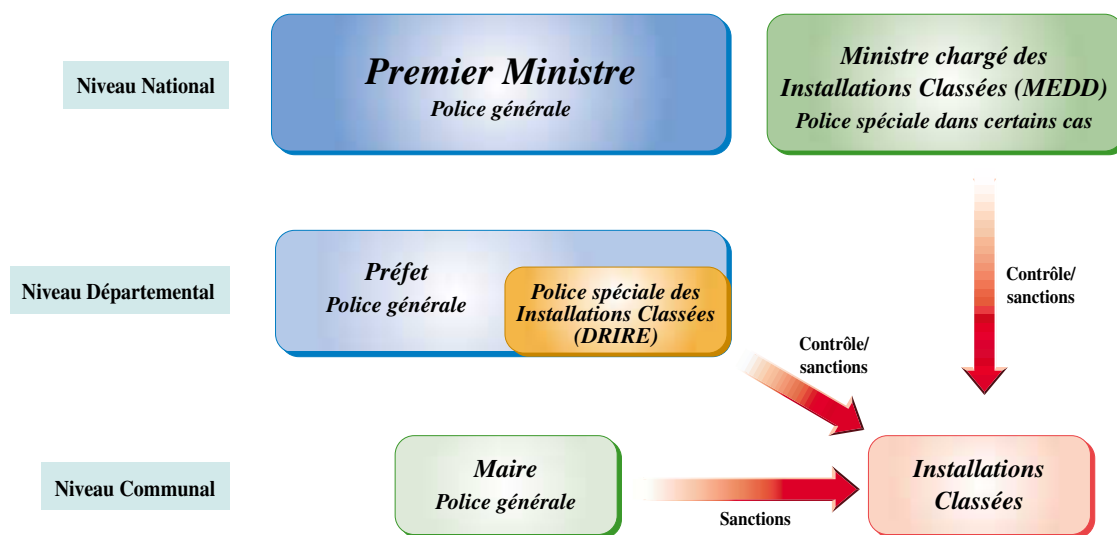 Niveau National
Premier Ministre
Police générale
Ministre chargé des
Installations Classées (MEDD)
Police spéciale dans certains cas
Niveau Départemental
Préfet
Police générale
Police spéciale des
Installations Classées
(DRIRE)
Contrôle/
sanctions
Contrôle/
sanctions
Niveau Communal
Maire
Police générale
Sanctions
Installations
Classées